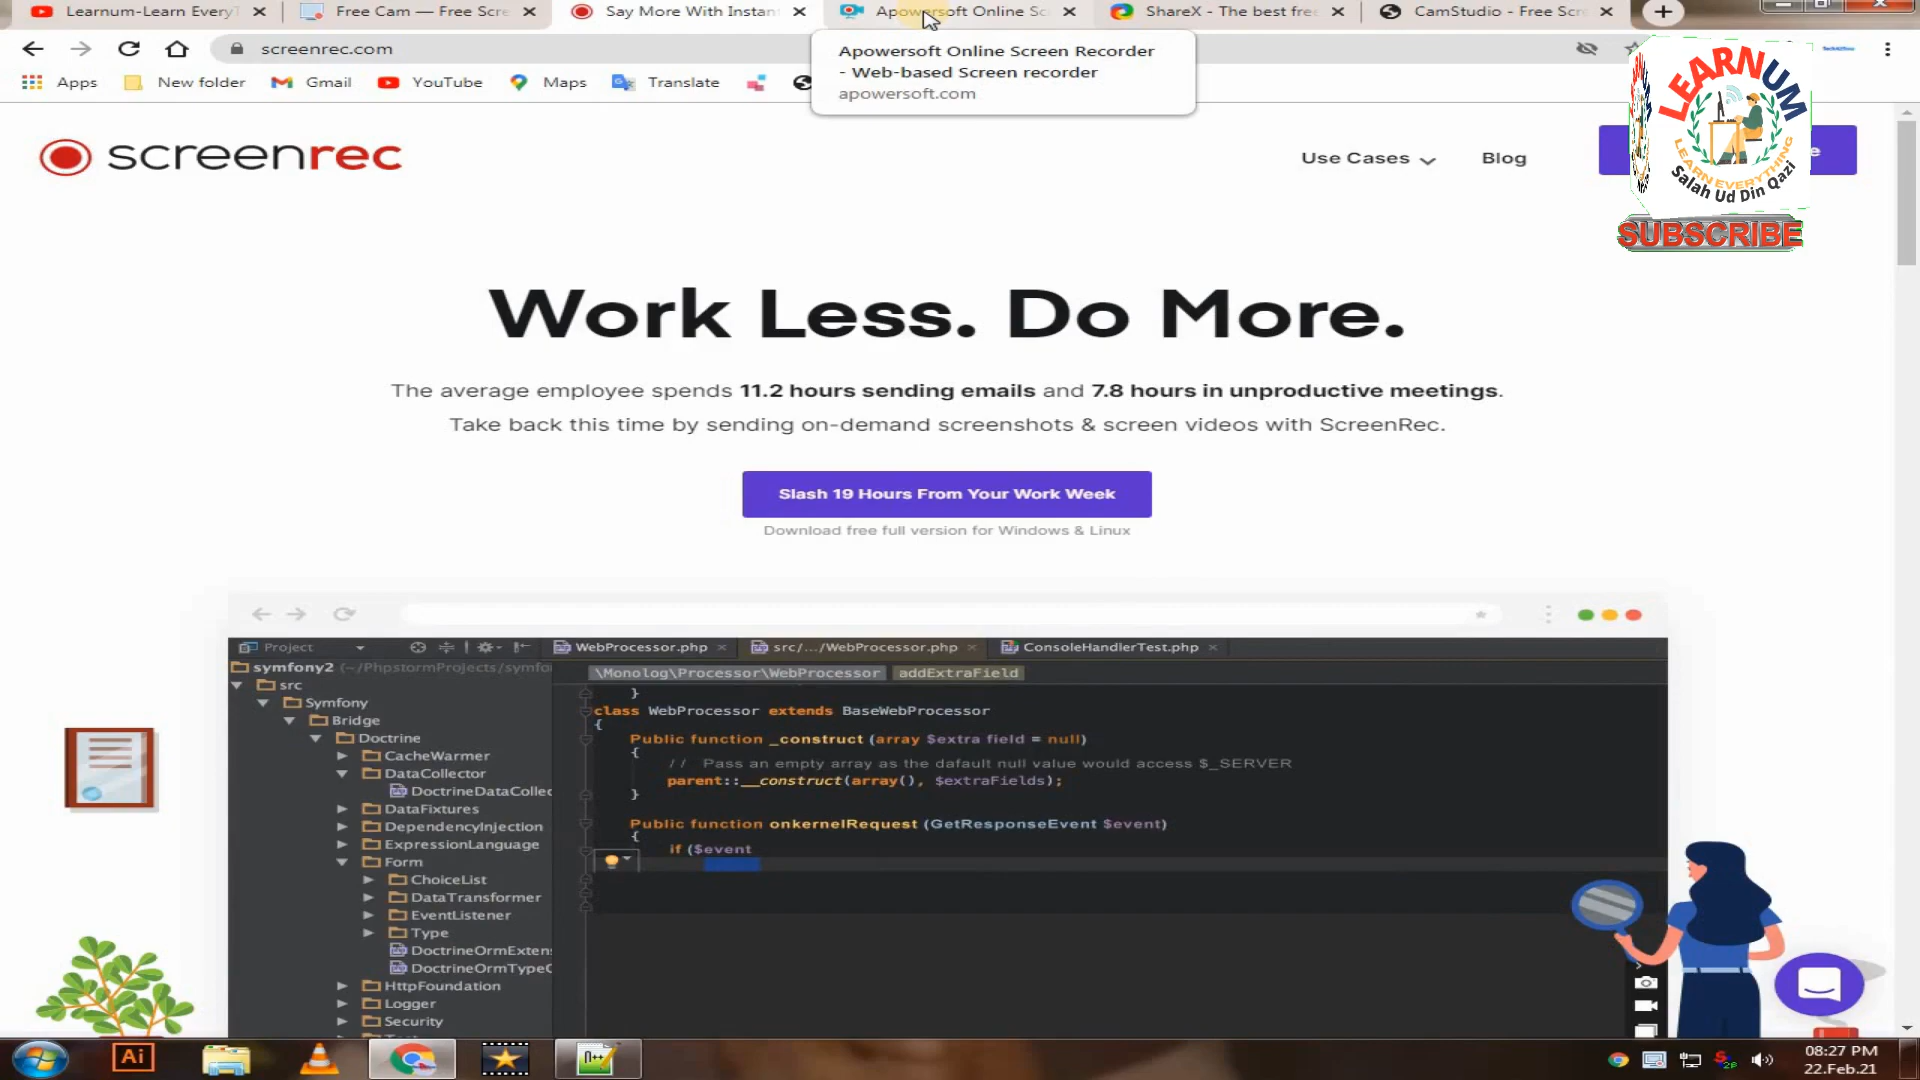 Learnum-Learn Every
Free Cam — Free Scre
Say More With Instan
Apowersoft Online Sc
ShareX - The best fre
CamStudio - Free Scr
screenrec.com
Apps
New folder
Gmail
YouTube
Maps
Translate
Apowersoft Online Screen Recorder
- Web-based Screen recorder
apowersoft.com
LEARNUM
LEARN EVERYTHING
Salah Ud Din Qazi
SUBSCRIBE
screenrec
Use Cases
Blog
Work Less. Do More.
The average employee spends 11.2 hours sending emails and 7.8 hours in unproductive meetings.
Take back this time by sending on-demand screenshots & screen videos with ScreenRec.
Slash 19 Hours From Your Work Week
Download free full version for Windows & Linux
Project
WebProcessor.php
src/.../WebProcessor.php
ConsoleHandlerTest.php
symfony2 (~/PhpstormProjects/symfo
\Monolog\Processor\WebProcessor addExtraField
src
Symfony
Bridge
Doctrine
CacheWarmer
DataCollector
DoctrineDataCollec
DataFixtures
DependencyInjection
ExpressionLanguage
Form
ChoiceList
DataTransformer
EventListener
Type
DoctrineOrmExtens
DoctrineOrmTypeG
HttpFoundation
Logger
Security
}
class WebProcessor extends BaseWebProcessor
{
Public function _construct (array $extra field = null)
{
// Pass an empty array as the dafault null value would access $_SERVER
parent::__construct(array(), $extraFields);
}
Public function onkernelRequest (GetResponseEvent $event)
{
if ($event
Ai
n++
08:27 PM
22.Feb.21